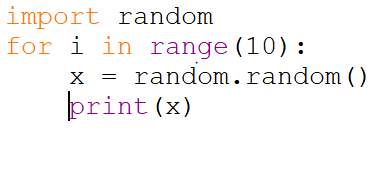 import random
for i in range(10):
    x = random.random()
    print(x)